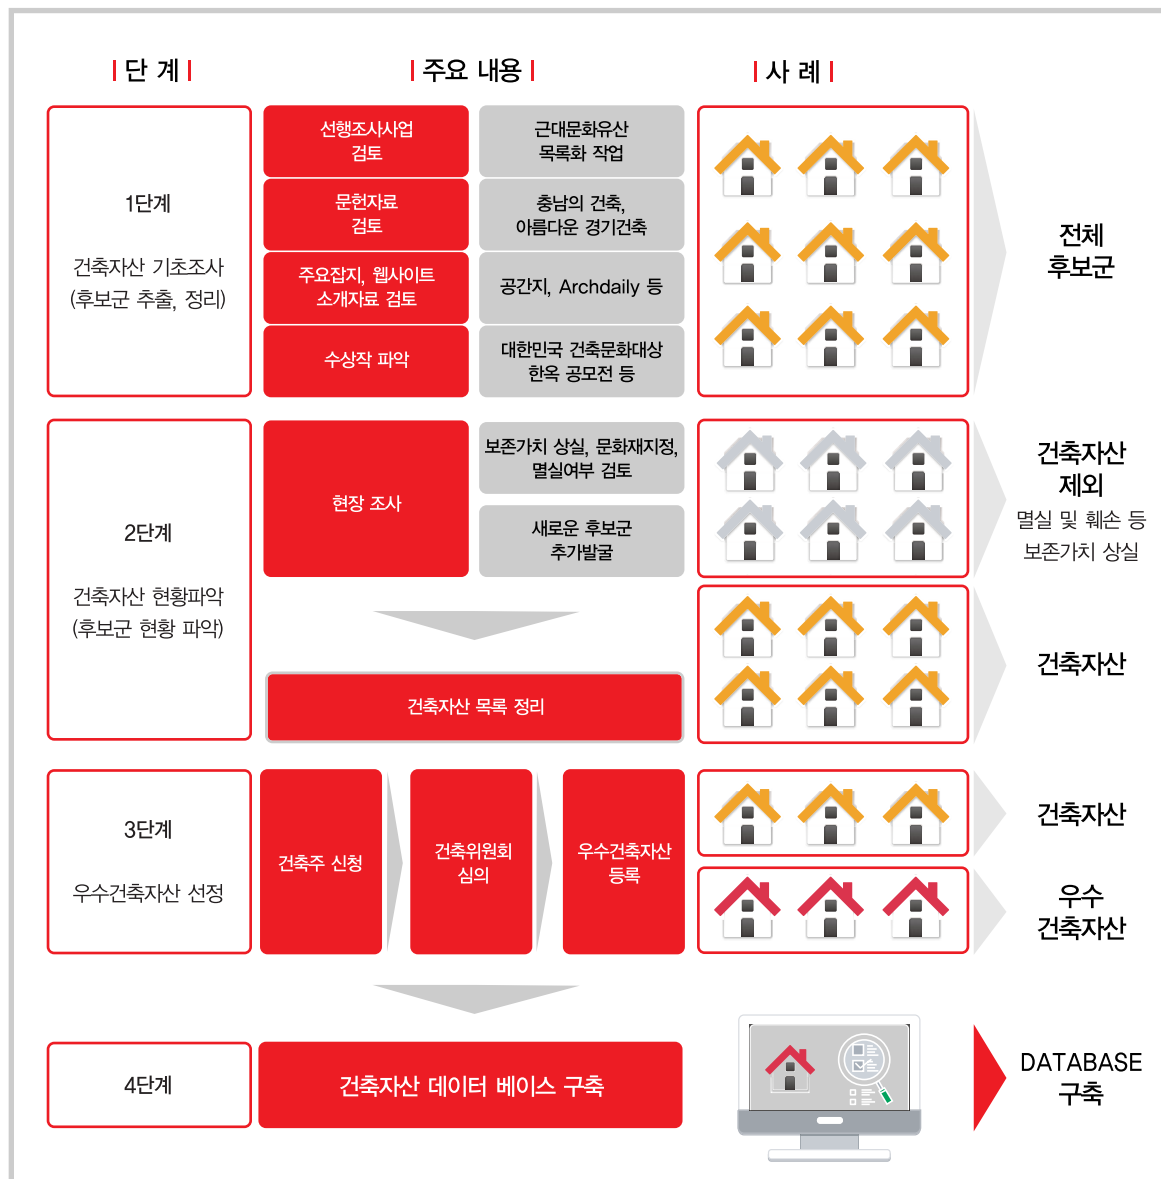 단 계
주요 내용
사 례
1단계
건축자산 기초조사
(후보군 추출, 정리)
선행조사사업
검토
근대문화유산
목록화 작업
문헌자료
검토
충남의 건축,
아름다운 경기건축
주요잡지, 웹사이트
소개자료 검토
공간지, Archdaily 등
수상작 파악
대한민국 건축문화대상
한옥 공모전 등
전체
후보군
2단계
건축자산 현황파악
(후보군 현황 파악)
현장 조사
보존가치 상실, 문화재지정,
멸실여부 검토
새로운 후보군
추가발굴
건축자산 목록 정리
건축자산
제외
멸실 및 훼손 등
보존가치 상실
건축자산
3단계
우수건축자산 선정
건축주 신청
건축위원회
심의
우수건축자산
등록
건축자산
우수
건축자산
4단계
건축자산 데이터 베이스 구축
DATABASE
구축